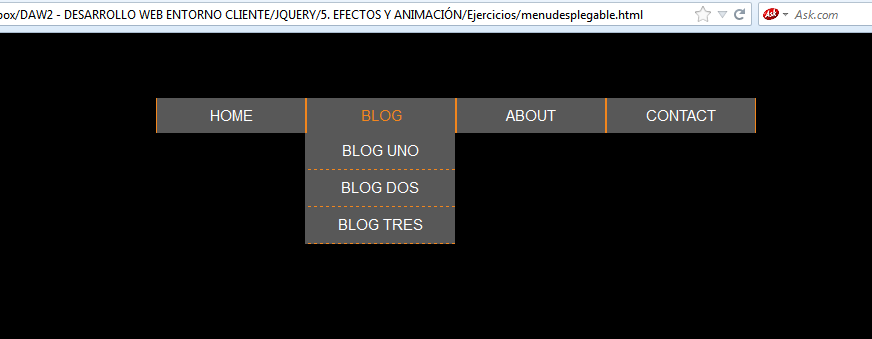 box/DAW2 - DESARROLLO WEB ENTORNO CLIENTE/JQUERY/5. EFECTOS Y ANIMACIÓN/Ejercicios/menudesplegable.html Ask Ask.com
HOME BLOG ABOUT CONTACT
BLOG UNO
BLOG DOS
BLOG TRES